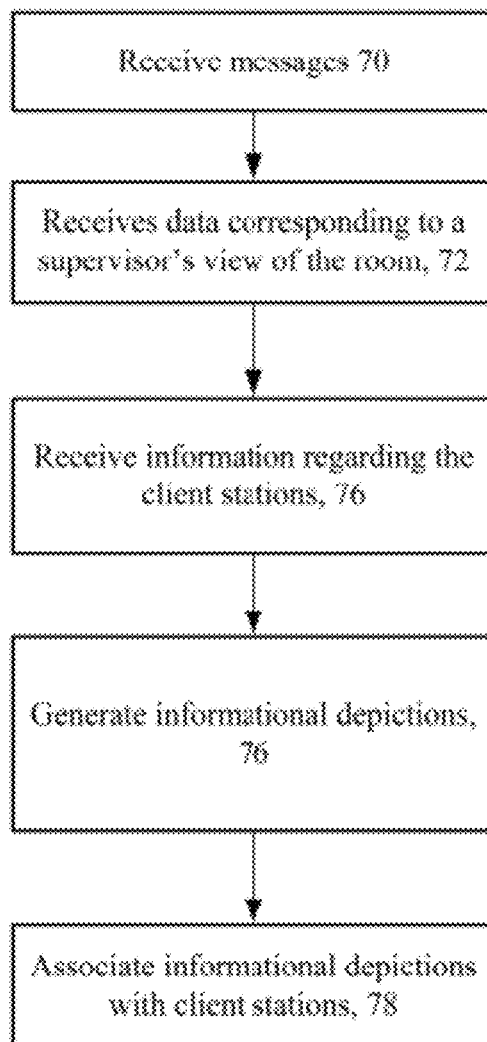 Receive messages 70
Receives data corresponding to a
supervisor's view of the room, 72
Receive information regarding the
client stations, 76
Generate informational depictions,
76
Associate informational depictions
with client stations, 78